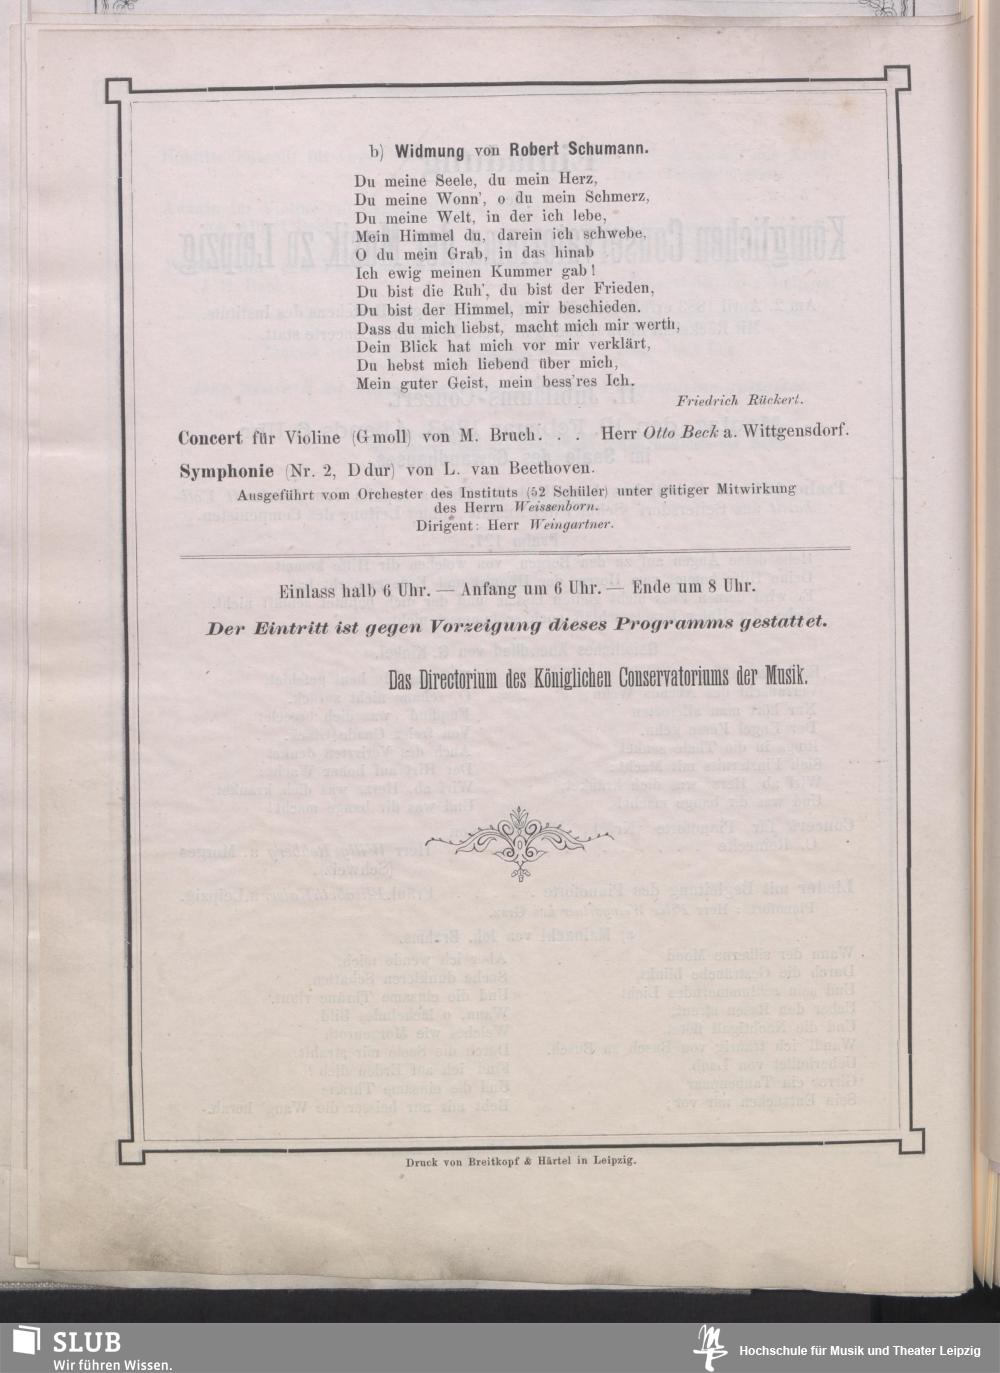 b) Widmung von Robert Schumann.
Du meine Seele, du mein Herz,
Du meine Wonn', o du mein Schmerz,
Du meine Welt, in der ich lebe,
Mein Himmel du, darein ich schwebe,
O du mein Grab, in das hinab
Ich ewig meinen Kummer gab!
Du bist die Ruh', du bist der Frieden,
Du bist der Himmel, mir beschieden.
Dass du mich liebst, macht mich mir werth,
Dein Blick hat mich vor mir verklärt,
Du hebst mich liebend über mich,
Mein guter Geist, mein bess'res Ich.
Friedrich Rückert.
Concert für Violine (G moll) von M. Bruch. . . Herr Otto Beck a. Wittgensdorf.
Symphonie (Nr. 2, D dur) von L. van Beethoven.
Ausgeführt vom Orchester des Instituts (52 Schüler) unter gütiger Mitwirkung
des Herrn Weissenborn.
Dirigent: Herr Weingartner.
Einlass halb 6 Uhr. — Anfang um 6 Uhr. — Ende um 8 Uhr.
Der Eintritt ist gegen Vorzeigung dieses Programms gestattet.
Das Directorium des Königlichen Conservatoriums der Musik.
Druck von Breitkopf & Härtel in Leipzig.
SLUB
Wir führen Wissen.
Hochschule für Musik und Theater Leipzig